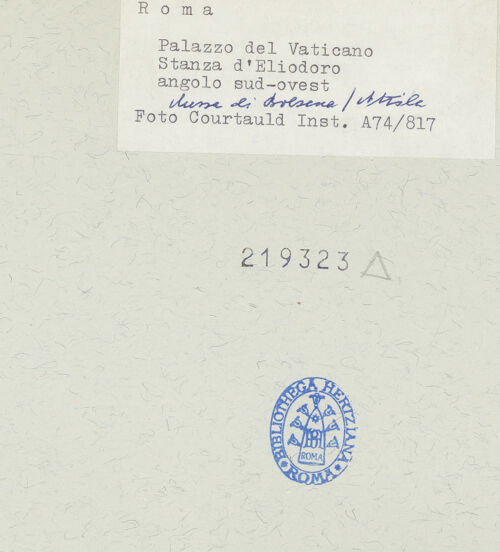 R o m a
Palazzo del Vaticano
Stanza d'Eliodoro
angolo sud-ovest
Messa di Bolsena / Attila
Foto Courtauld Inst. A74/817
219323
BIBLIOTHECA HERTZIANA
BH
ROMA
• ROMA •